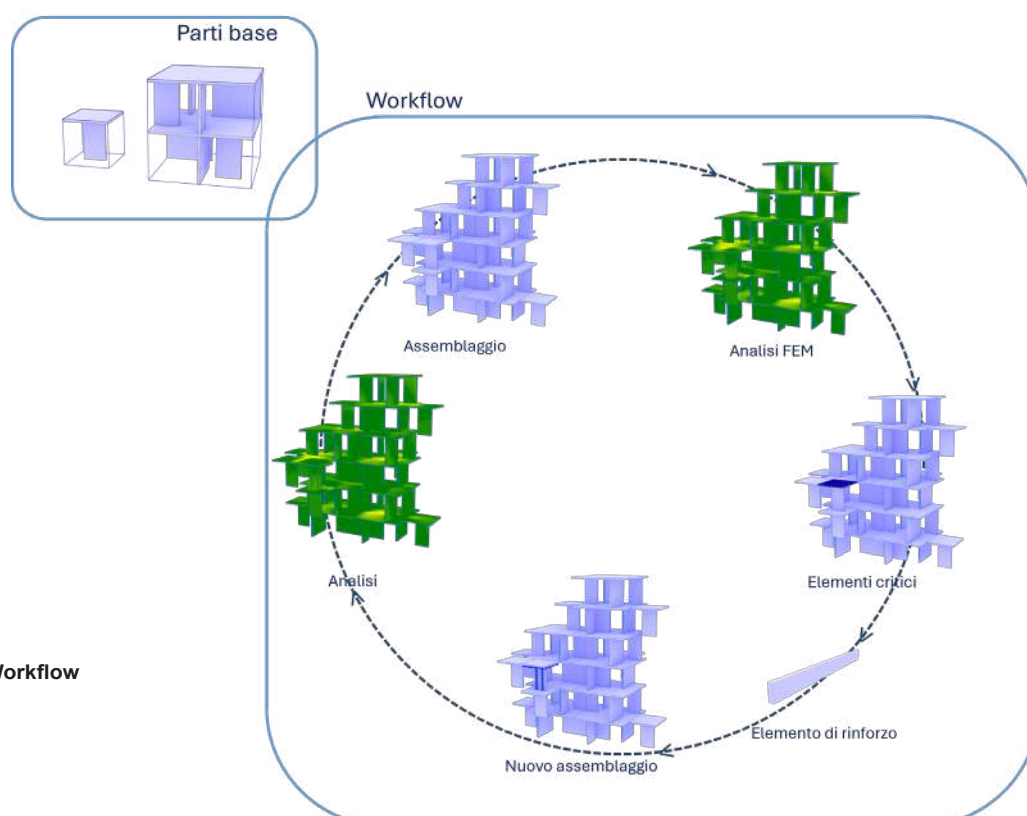 Parti base
Workflow
Assemblaggio
Analisi FEM
Elementi critici
Elemento di rinforzo
Nuovo assemblaggio
Analisi
Workflow